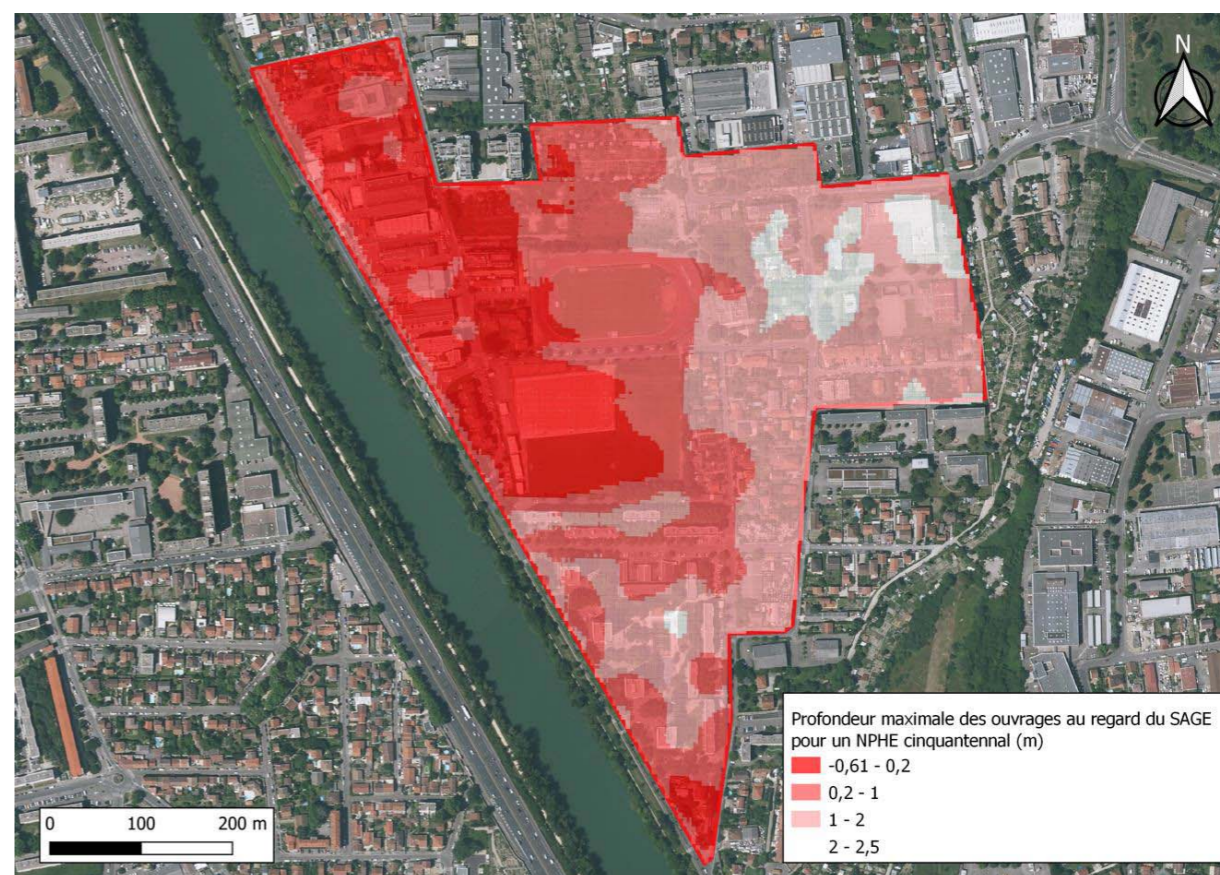 N
Profondeur maximale des ouvrages au regard du SAGE
pour un NPHE cinquantennal (m)
-0,61 - 0,2
0,2 - 1
1 - 2
2 - 2,5
0 100 200 m